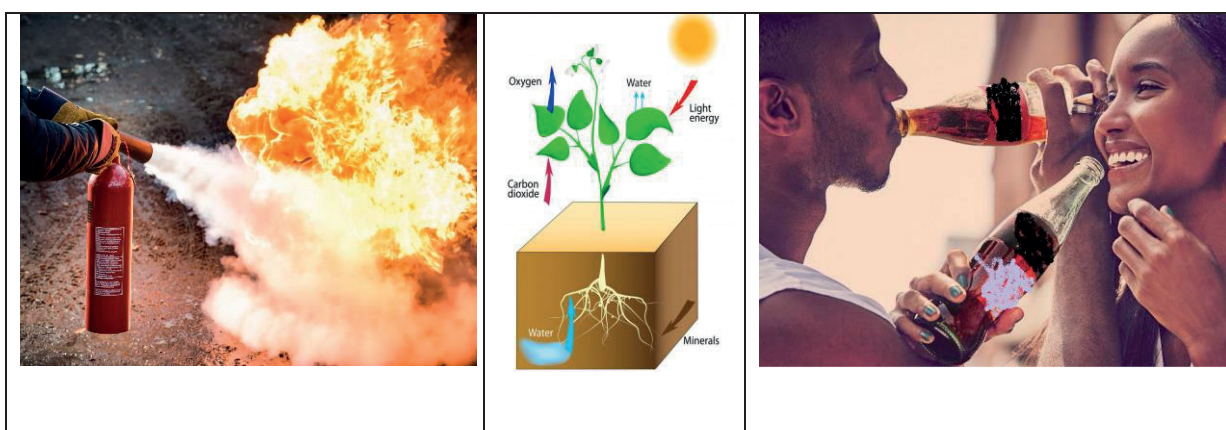 Oxygen
Water
Light
energy
Carbon
dioxide
Water
Minerals